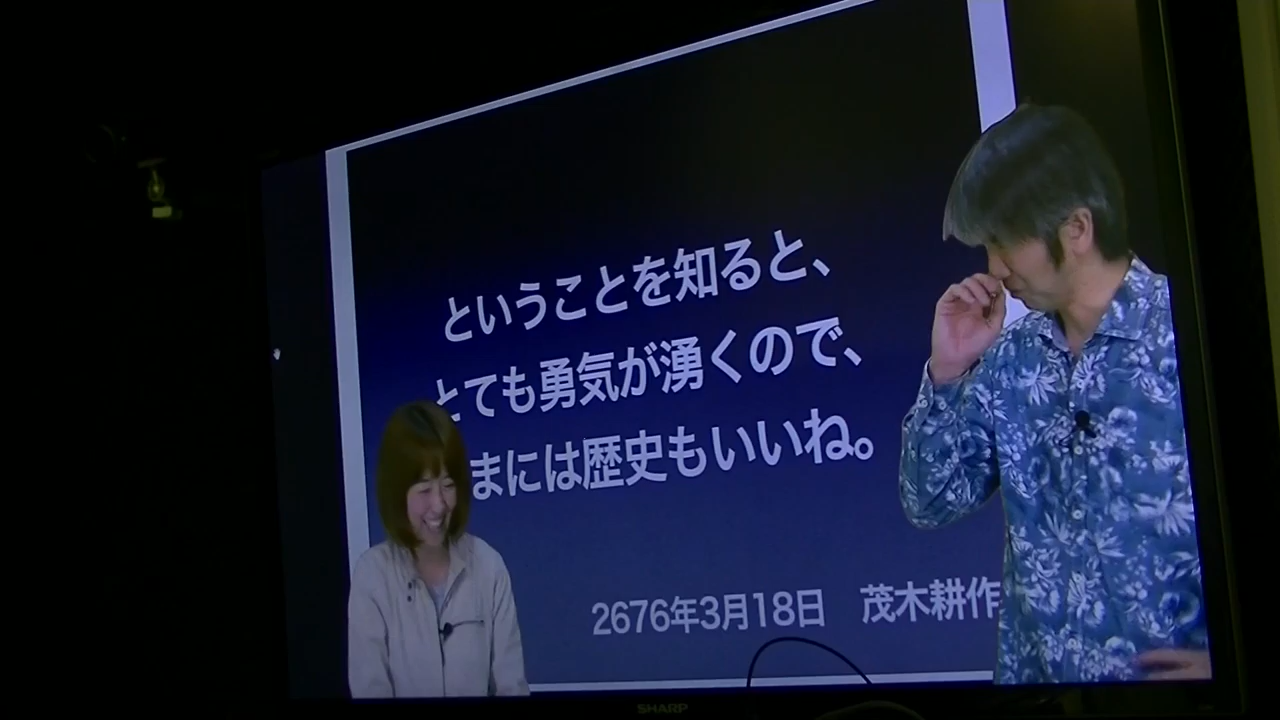 ということを知ると、
とても勇気が湧くので、
まには歴史もいいね。
2676年3月18日 茂木耕作
SHARP